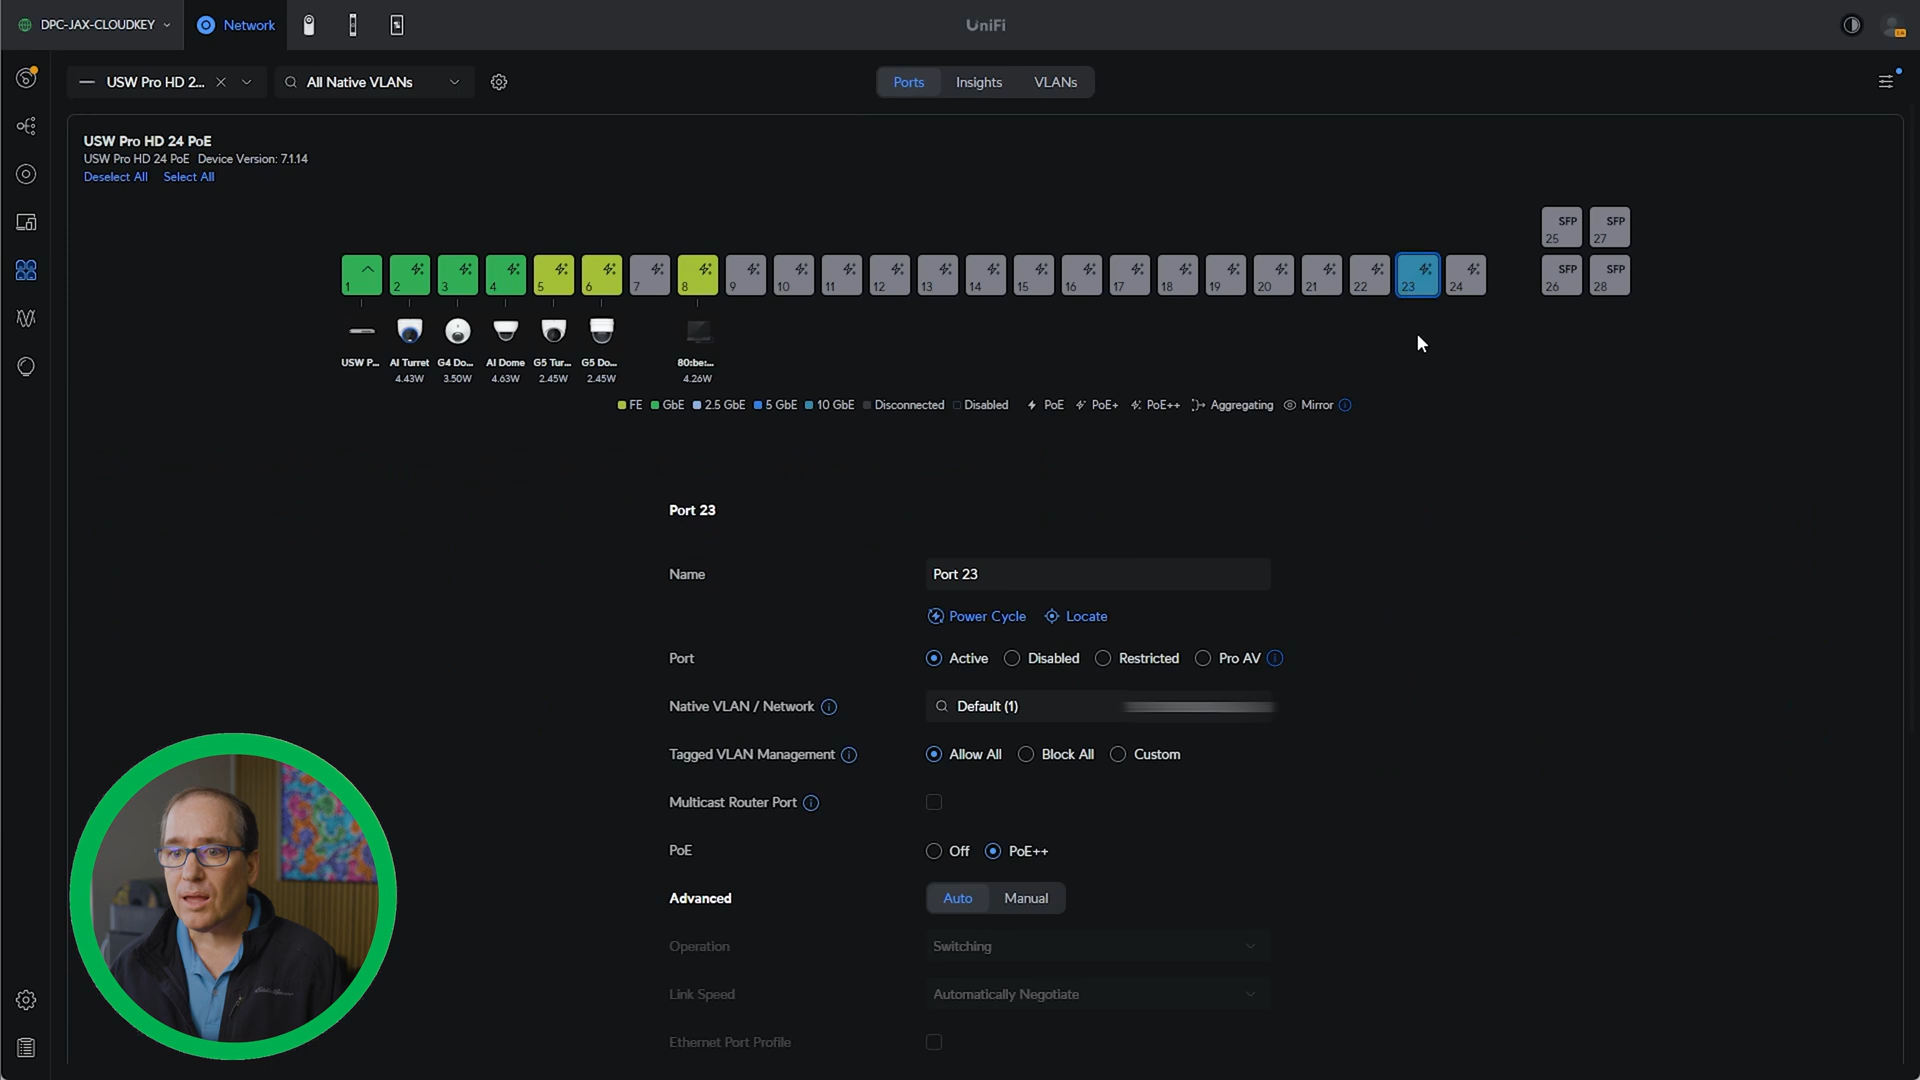 DPC-JAX-CLOUDKEY
Network
UniFi
USW Pro HD 2...
All Native VLANs
Ports
Insights
VLANs
USW Pro HD 24 PoE
USW Pro HD 24 PoE Device Version: 7.1.14
Deselect All Select All
SFP 25
SFP 27
1 2 3 4 5 6 7 8 9 10 11 12 13 14 15 16 17 18 19 20 21 22 23 24
SFP 26
SFP 28
USW P... AI Turret G4 Do... AI Dome G5 Tur... G5 Do... 80:be:...
4.43W 3.50W 4.63W 2.45W 2.45W 4.26W
FE GbE 2.5 GbE 5 GbE 10 GbE Disconnected Disabled PoE PoE+ PoE++ Aggregating Mirror
Port 23
Name Port 23
Power Cycle Locate
Port Active Disabled Restricted Pro AV
Native VLAN / Network Default (1)
Tagged VLAN Management Allow All Block All Custom
Multicast Router Port
PoE Off PoE++
Advanced Auto Manual
Operation Switching
Link Speed Automatically Negotiate
Ethernet Port Profile